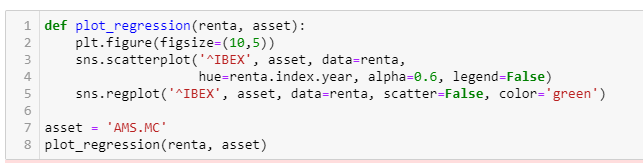 1 def plot_regression(renta, asset):
2     plt.figure(figsize=(10,5))
3     sns.scatterplot('^IBEX', asset, data=renta,
4                     hue=renta.index.year, alpha=0.6, legend=False)
5     sns.regplot('^IBEX', asset, data=renta, scatter=False, color='green')
6
7 asset = 'AMS.MC'
8 plot_regression(renta, asset)